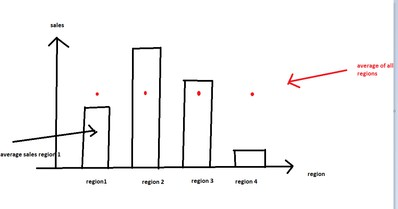 sales
average of all
regions
average sales region 1
region1
region 2
region 3
region 4
region